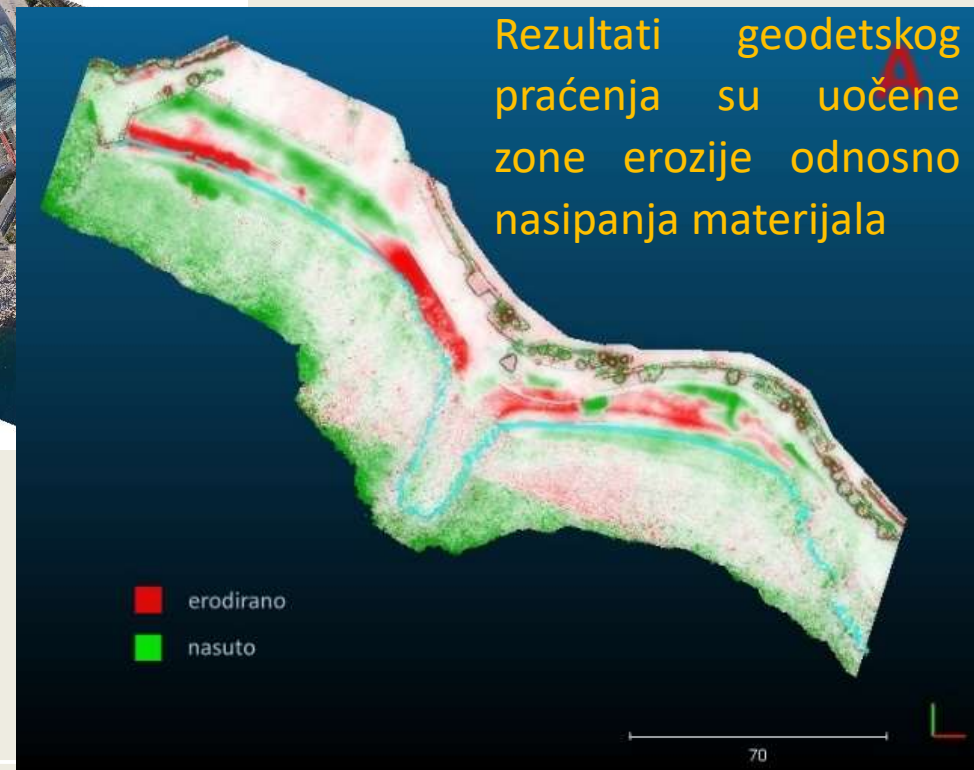 Rezultati geodetskog
praćenja su uočene
zone erozije odnosno
nasipanja materijala
erodirano
nasuto
70